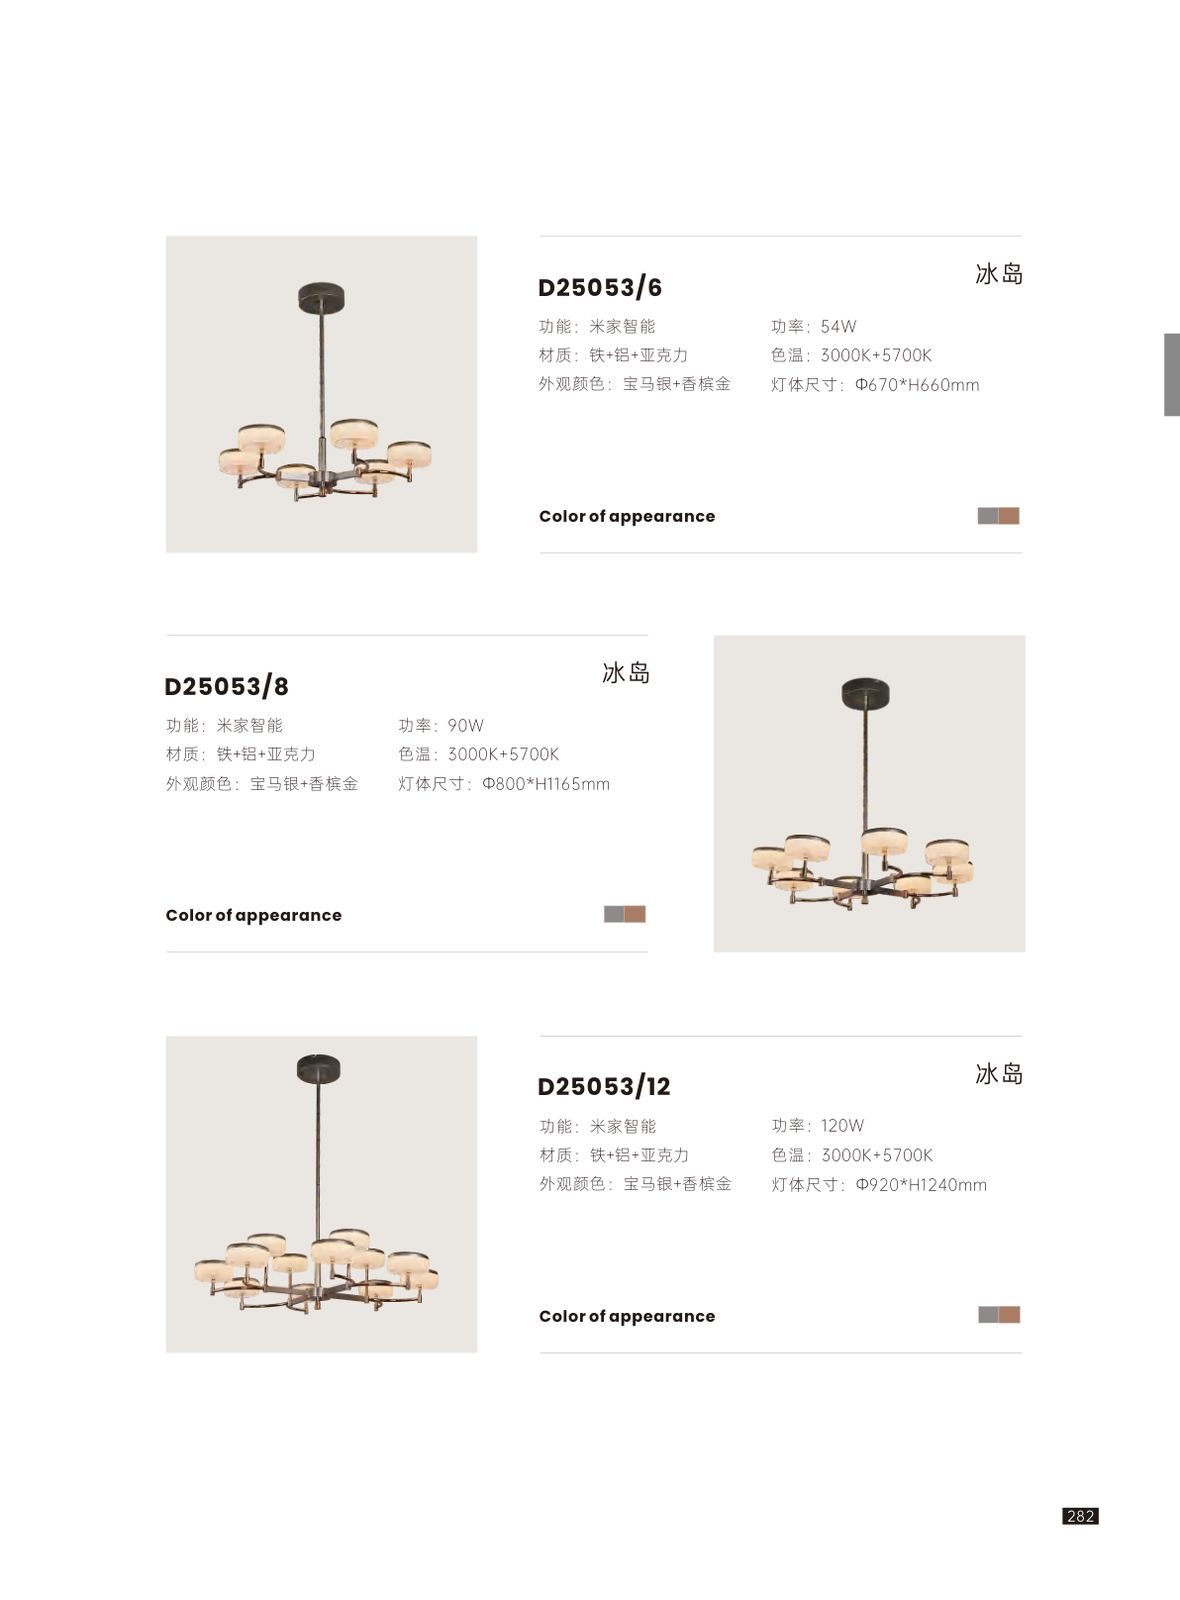 D25053/6
冰岛
功能：米家智能
功率：54W
材质：铁+铝+亚克力
色温：3000K+5700K
外观颜色：宝马银+香槟金
灯体尺寸：Φ670*H660mm
Color of appearance
D25053/8
冰岛
功能：米家智能
功率：90W
材质：铁+铝+亚克力
色温：3000K+5700K
外观颜色：宝马银+香槟金
灯体尺寸：Φ800*H1165mm
Color of appearance
D25053/12
冰岛
功能：米家智能
功率：120W
材质：铁+铝+亚克力
色温：3000K+5700K
外观颜色：宝马银+香槟金
灯体尺寸：Φ920*H1240mm
Color of appearance
282